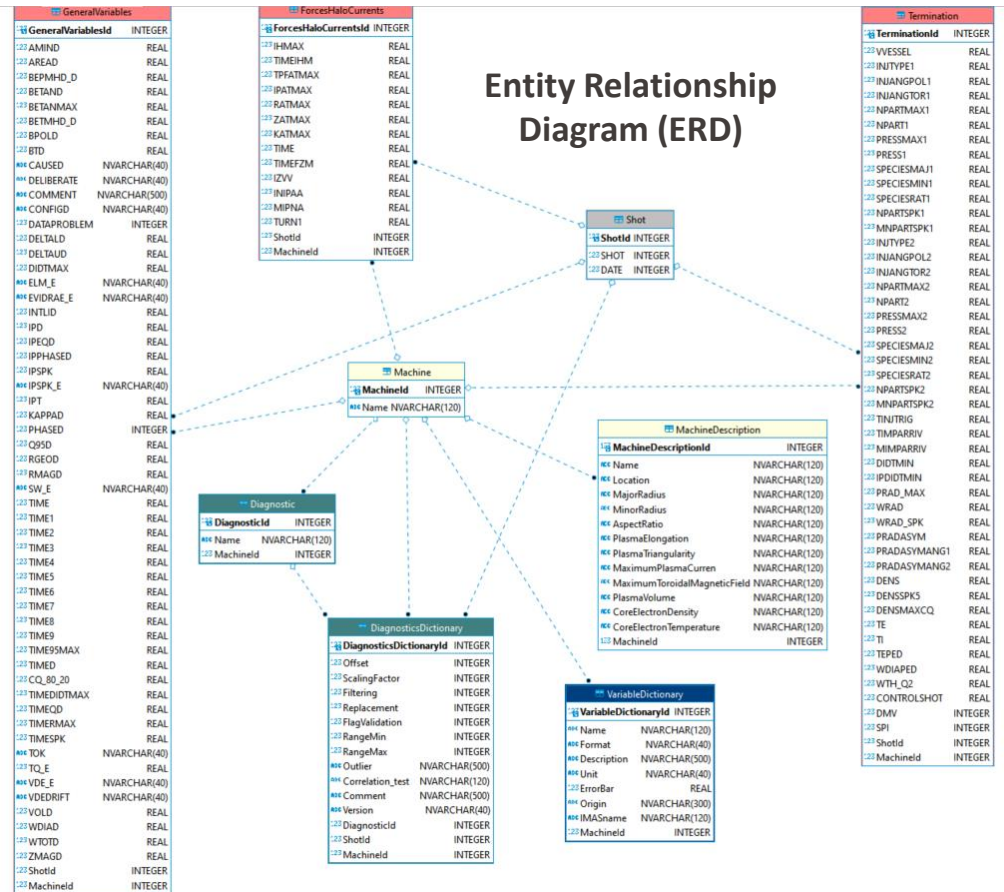 GeneralVariables
GeneralVariablesId INTEGER
AMIND REAL
AREAD REAL
BEPMHD_D REAL
BETAND REAL
BETANMAX REAL
BETMHD_D REAL
BPOLD REAL
BTD REAL
CAUSED NVARCHAR(40)
DELIBERATE NVARCHAR(40)
COMMENT NVARCHAR(500)
CONFIGD NVARCHAR(40)
DATAPROBLEM INTEGER
DELTALD REAL
DELTAUD REAL
DIDTMAX REAL
ELM_E NVARCHAR(40)
EVIDRAE_E NVARCHAR(40)
INTLID REAL
IPD REAL
IPEQD REAL
IPPHASED REAL
IPSPK REAL
IPSPK_E NVARCHAR(40)
IPT REAL
KAPPAD REAL
PHASED INTEGER
Q95D REAL
RGEOD REAL
RMAGD REAL
SW_E NVARCHAR(40)
TIME REAL
TIME1 REAL
TIME2 REAL
TIME3 REAL
TIME4 REAL
TIME5 REAL
TIME6 REAL
TIME7 REAL
TIME8 REAL
TIME9 REAL
TIME95MAX REAL
TIMED REAL
CQ_80_20 REAL
TIMEDIDTMAX REAL
TIMEQD REAL
TIMERMAX REAL
TIMESPK REAL
TOK NVARCHAR(40)
TQ_E REAL
VDE_E NVARCHAR(40)
VDEDRIFT NVARCHAR(40)
VOLD REAL
WDIAD REAL
WTOTD REAL
ZMAGD REAL
ShotId INTEGER
MachineId INTEGER
ForcesHaloCurrents
ForcesHaloCurrentsId INTEGER
IHMAX REAL
TIMEIHM REAL
TPFATMAX REAL
IPATMAX REAL
RATMAX REAL
ZATMAX REAL
KATMAX REAL
TIME REAL
TIMEFZM REAL
IZVV REAL
INIPAA REAL
MIPNA REAL
TURN1 REAL
ShotId INTEGER
MachineId INTEGER
Entity Relationship
Diagram (ERD)
Shot
ShotId INTEGER
SHOT INTEGER
DATE INTEGER
Machine
MachineId INTEGER
Name NVARCHAR(120)
MachineDescription
MachineDescriptionId INTEGER
Name NVARCHAR(120)
Location NVARCHAR(120)
MajorRadius NVARCHAR(120)
MinorRadius NVARCHAR(120)
AspectRatio NVARCHAR(120)
PlasmaElongation NVARCHAR(120)
PlasmaTriangularity NVARCHAR(120)
MaximumPlasmaCurren NVARCHAR(120)
MaximumToroidalMagneticField NVARCHAR(120)
PlasmaVolume NVARCHAR(120)
CoreElectronDensity NVARCHAR(120)
CoreElectronTemperature NVARCHAR(120)
MachineId INTEGER
Diagnostic
DiagnosticId INTEGER
Name NVARCHAR(120)
MachineId INTEGER
DiagnosticsDictionary
DiagnosticsDictionaryId INTEGER
Offset INTEGER
ScalingFactor INTEGER
Filtering INTEGER
Replacement INTEGER
FlagValidation INTEGER
RangeMin INTEGER
RangeMax INTEGER
Outlier NVARCHAR(500)
Correlation_test NVARCHAR(120)
Comment NVARCHAR(500)
Version NVARCHAR(40)
DiagnosticId INTEGER
ShotId INTEGER
MachineId INTEGER
VariableDictionary
VariableDictionaryId INTEGER
Name NVARCHAR(120)
Format NVARCHAR(40)
Description NVARCHAR(500)
Unit NVARCHAR(40)
ErrorBar REAL
Origin NVARCHAR(300)
IMASname NVARCHAR(120)
MachineId INTEGER
Termination
TerminationId INTEGER
VVESSEL REAL
INJTYPE1 REAL
INJANGPOL1 REAL
INJANGTOR1 REAL
NPARTMAX1 REAL
NPART1 REAL
PRESSMAX1 REAL
PRESS1 REAL
SPECIESMAJ1 REAL
SPECIESMIN1 REAL
SPECIESRAT1 REAL
NPARTSPK1 REAL
MNPARTSPK1 REAL
INJTYPE2 REAL
INJANGPOL2 REAL
INJANGTOR2 REAL
NPARTMAX2 REAL
NPART2 REAL
PRESSMAX2 REAL
PRESS2 REAL
SPECIESMAJ2 REAL
SPECIESMIN2 REAL
SPECIESRAT2 REAL
NPARTSPK2 REAL
MNPARTSPK2 REAL
TINJTRIG REAL
TIMPARRIV REAL
MIMPARRIV REAL
DIDTMIN REAL
IPDIDTMIN REAL
PRAD_MAX REAL
WRAD REAL
WRAD_SPK REAL
PRADASYM REAL
PRADASYMANG1 REAL
PRADASYMANG2 REAL
DENS REAL
DENSSPK5 REAL
DENSMAXCQ REAL
TE REAL
TI REAL
TEPED REAL
WDIAPED REAL
WTH_Q2 REAL
CONTROLSHOT REAL
DMV INTEGER
SPI INTEGER
ShotId INTEGER
MachineId INTEGER